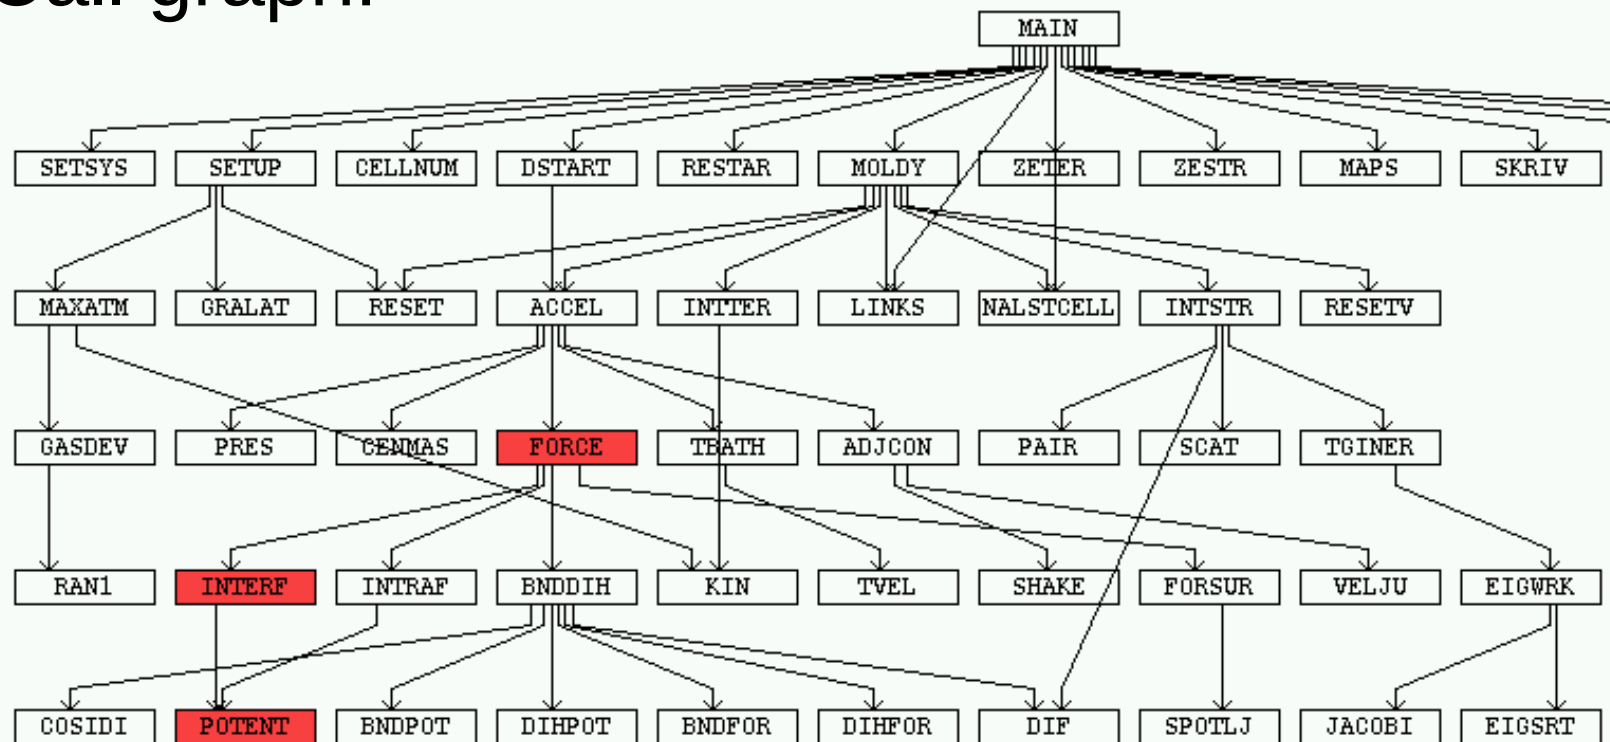 Call graph:
MAIN
SETSYS SETUP CELLNUM DSTART RESTAR MOLDY ZETER ZESTR MAPS SKRIV
MAXATM GRALAT RESET ACCEL INTTER LINKS NALSTCELL INTSTR RESETV
GASDEV PRES CENMAS FORCE TBATH ADJCON PAIR SCAT TGINER
RAN1 INTERF INTRAF BNDDIH KIN TVEL SHAKE FORSUR VELJU EIGWRK
COSIDI POTENT BNDPOT DIHPOT BNDFOR DIHFOR DIF SPOTLJ JACOBI EIGSRT